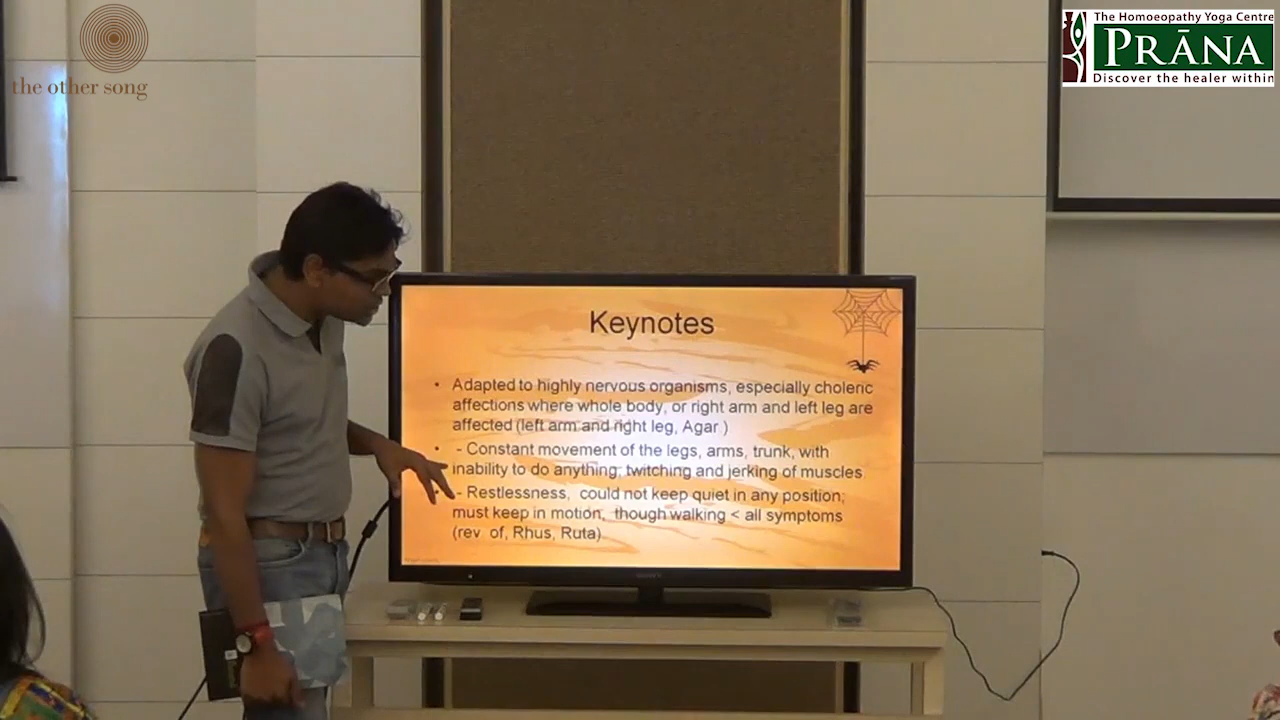 the other song
The Homoeopathy Yoga Centre
PRĀNA
Discover the healer within
Keynotes
• Adapted to highly nervous organisms, especially choleric
affections where whole body, or right arm and left leg are
affected (left arm and right leg, Agar.)
• - Constant movement of the legs, arms, trunk, with
inability to do anything; twitching and jerking of muscles
• - Restlessness, could not keep quiet in any position;
must keep in motion, though walking < all symptoms
(rev of, Rhus, Ruta)
SONY